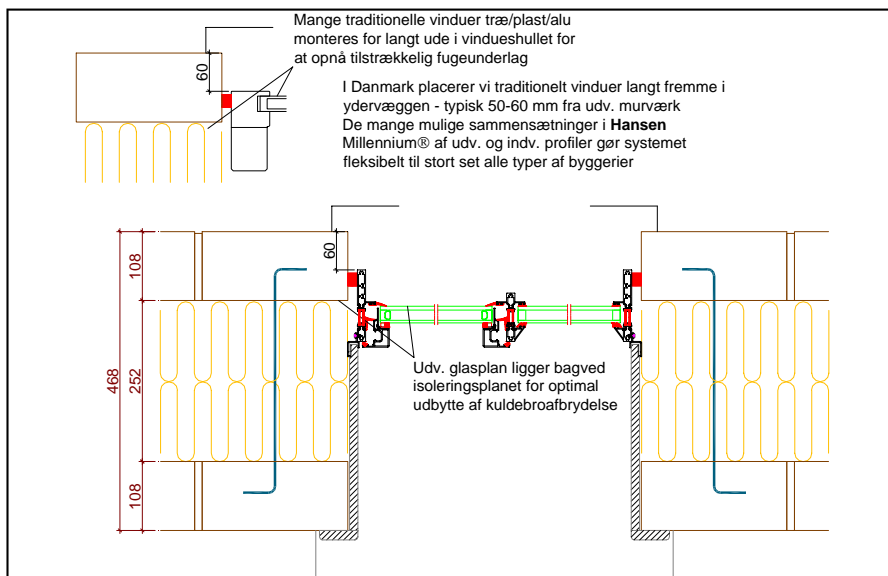 Mange traditionelle vinduer træ/plast/alu
monteres for langt ude i vindueshullet for
at opnå tilstrækkelig fugeunderlag
60
I Danmark placerer vi traditionelt vinduer langt fremme i
ydervæggen - typisk 50-60 mm fra udv. murværk
De mange mulige sammensætninger i Hansen
Millennium® af udv. og indv. profiler gør systemet
fleksibelt til stort set alle typer af byggerier
60
108
468
252
108
Udv. glasplan ligger bagved
isoleringsplanet for optimal
udbytte af kuldebroafbrydelse